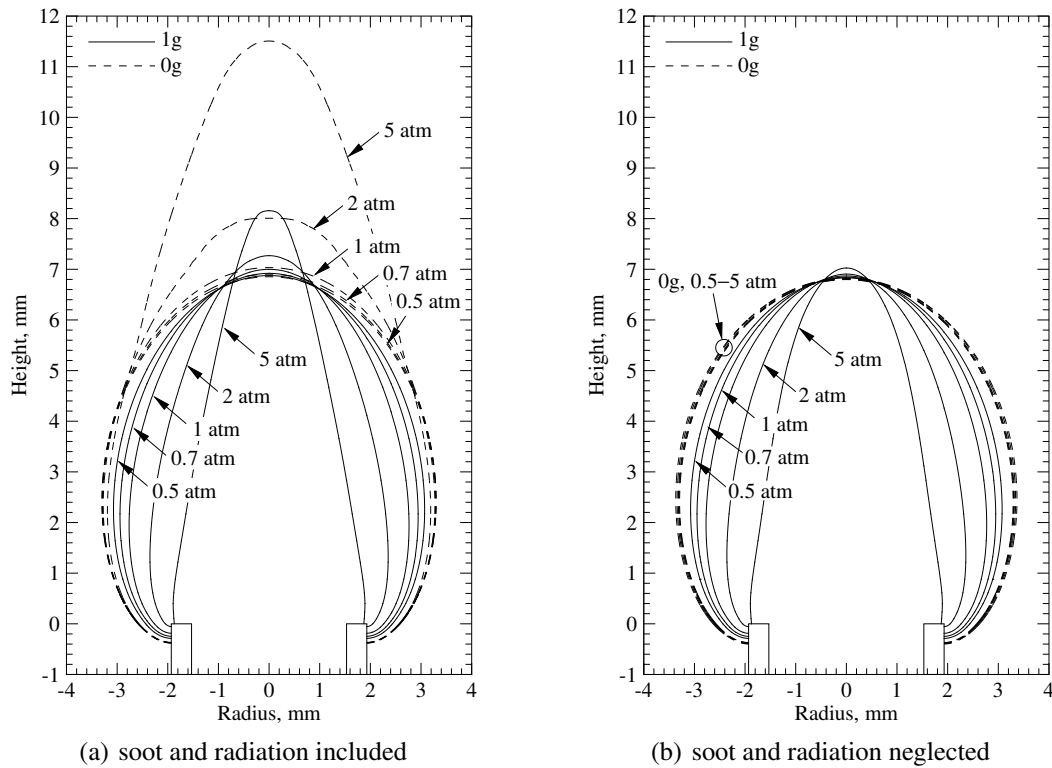 12
11
10
9
8
7
6
5
4
3
2
1
0
-1
Height, mm
1g
0g
5 atm
2 atm
1 atm
0.7 atm
0.5 atm
5 atm
2 atm
1 atm
0.7 atm
0.5 atm
-4 -3 -2 -1 0 1 2 3 4
Radius, mm
(a) soot and radiation included
12
11
10
9
8
7
6
5
4
3
2
1
0
-1
Height, mm
1g
0g
0g, 0.5−5 atm
5 atm
2 atm
1 atm
0.7 atm
0.5 atm
-4 -3 -2 -1 0 1 2 3 4
Radius, mm
(b) soot and radiation neglected